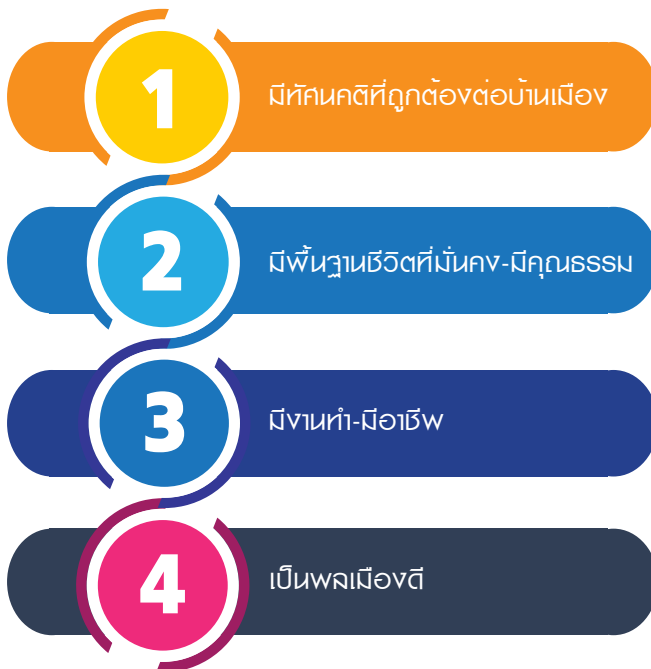 1
มีทัศนคติที่ถูกต้องต่อบ้านเมือง
2
มีพื้นฐานชีวิตที่มั่นคง-มีคุณธรรม
3
มีงานทำ-มีอาชีพ
4
เป็นพลเมืองดี